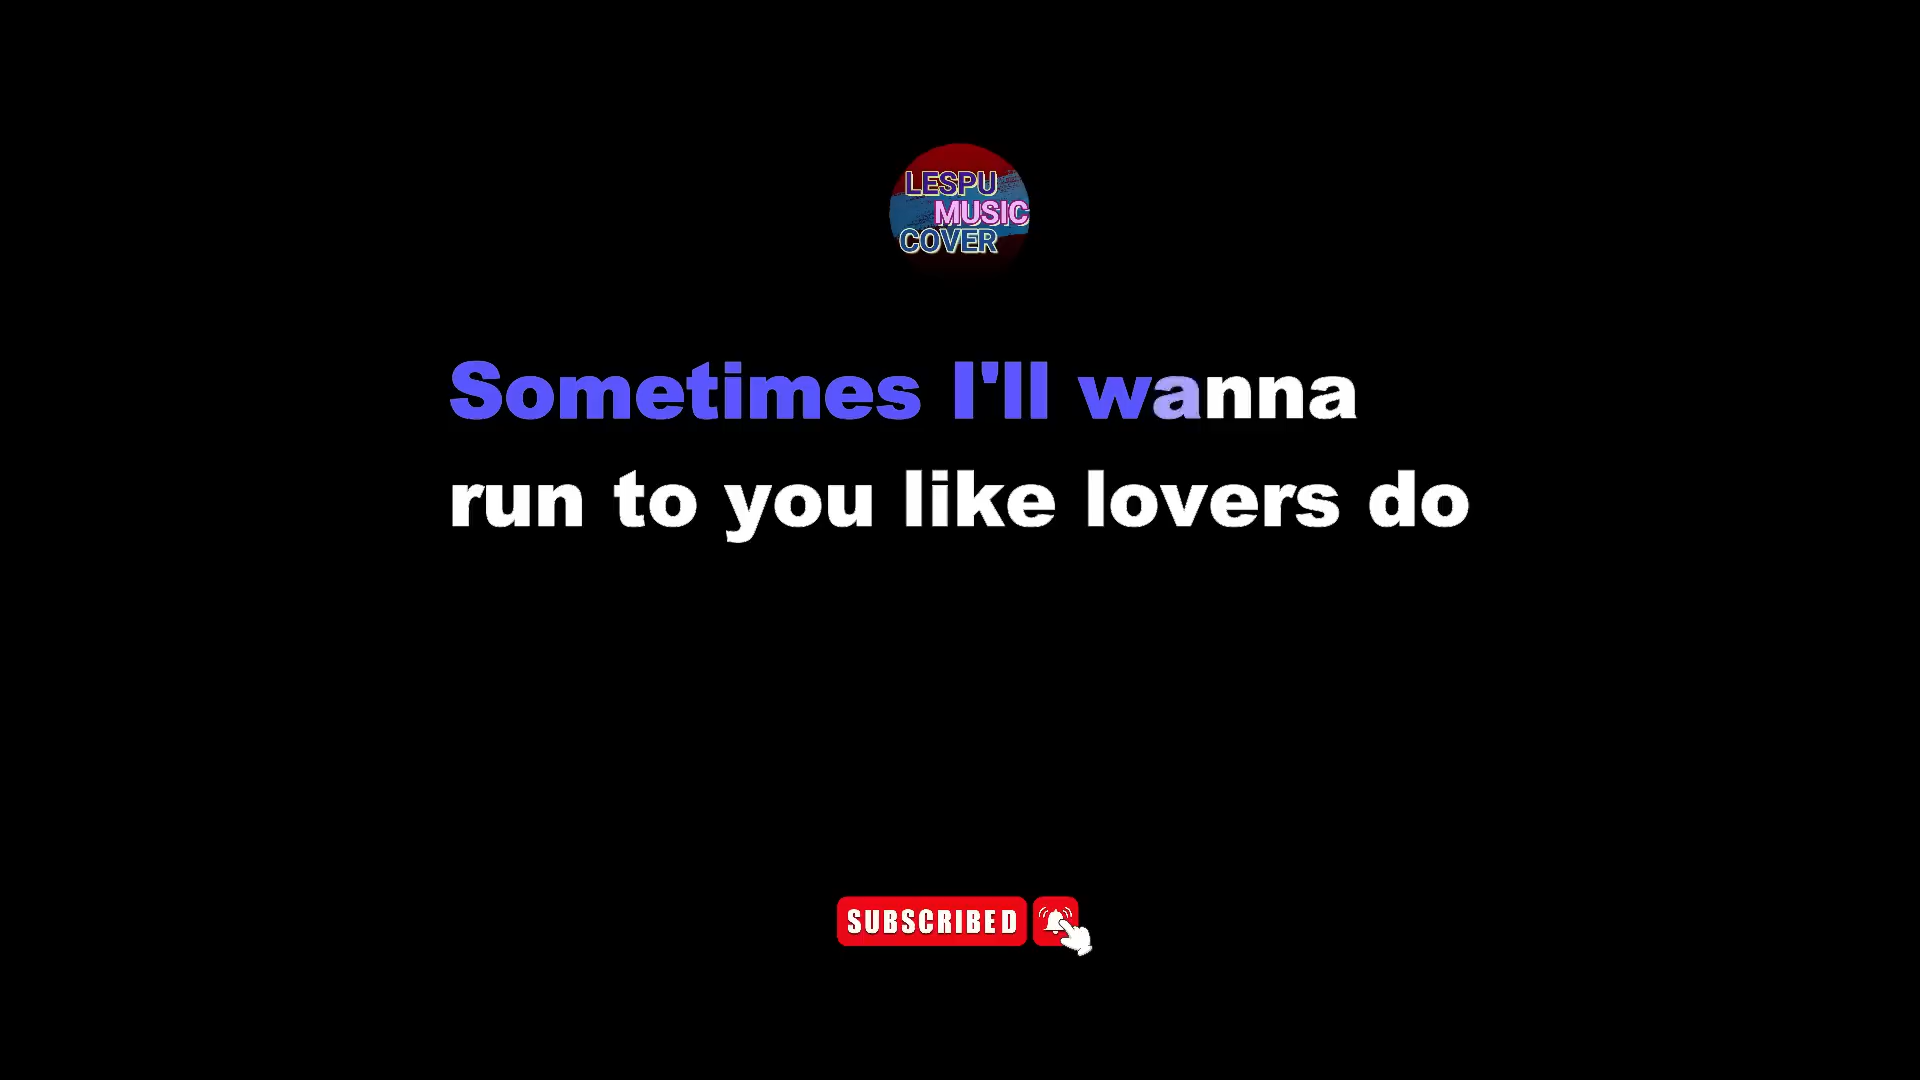 LESPU
MUSIC
COVER
Sometimes I'll wanna
run to you like lovers do
SUBSCRIBED